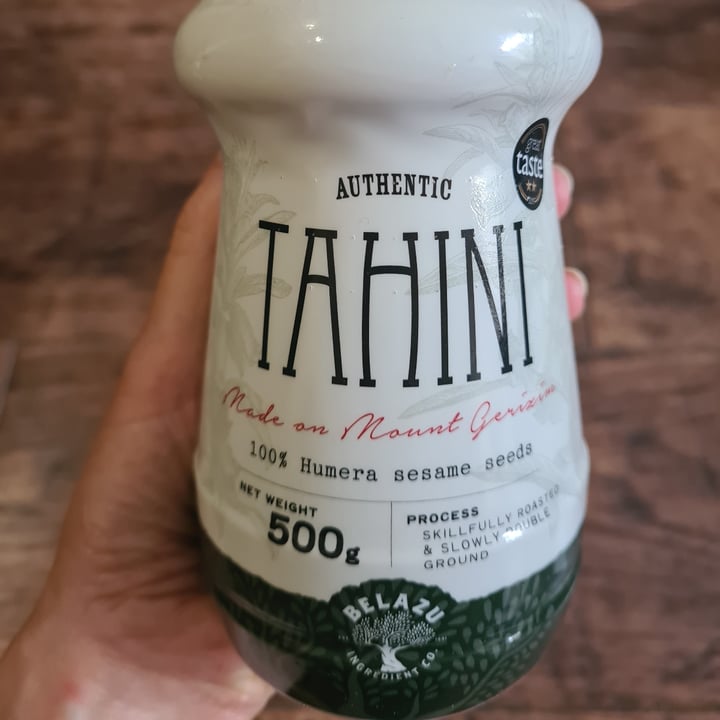 great
taste
AUTHENTIC
TAHINI
Made on Mount Gerizim
100% Humera sesame seeds
NET WEIGHT
500g
PROCESS
SKILLFULLY ROASTED
& SLOWLY DOUBLE
GROUND
BELAZU
INGREDIENT CO.